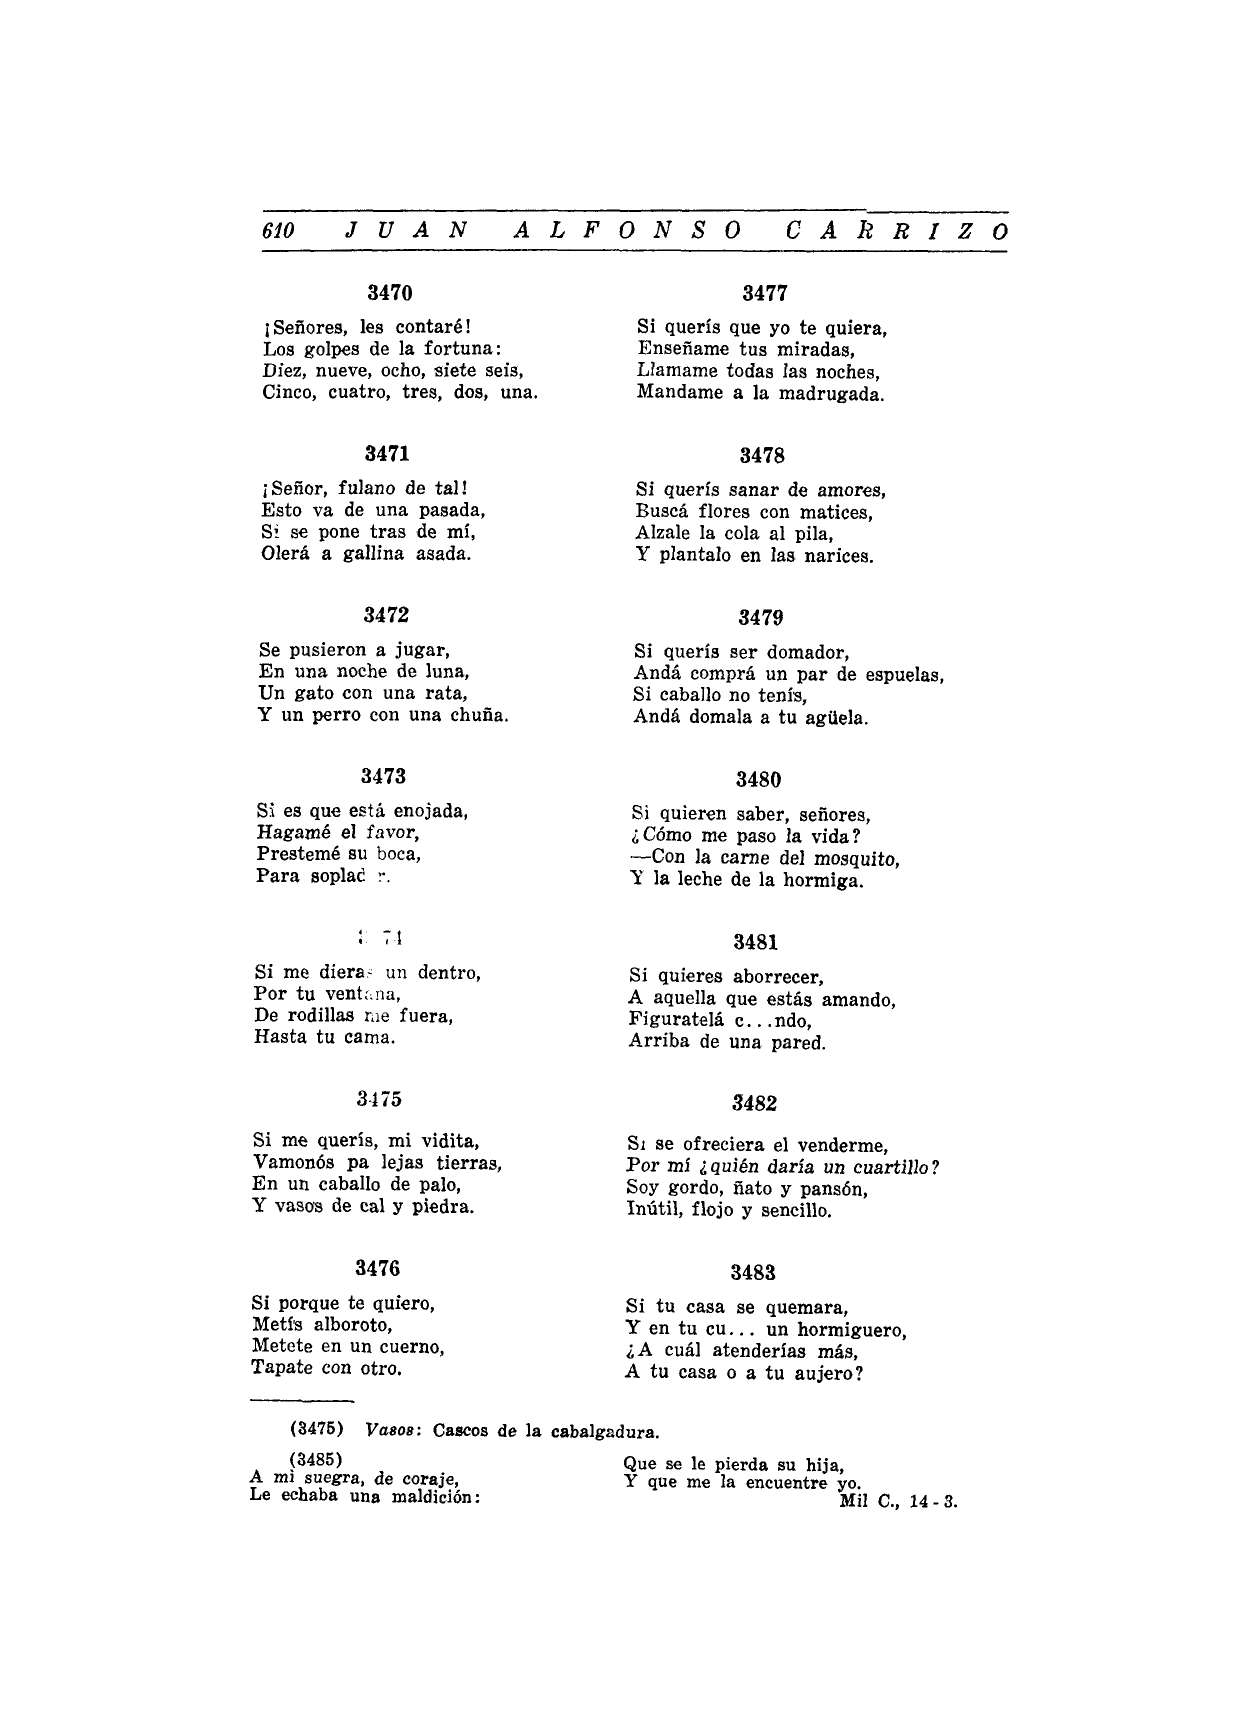 610 JUAN ALFONSO CARRIZO
3470
¡Señores, les contaré!
Los golpes de la fortuna:
Diez, nueve, ocho, siete seis,
Cinco, cuatro, tres, dos, una.
3471
¡Señor, fulano de tal!
Esto va de una pasada,
Si se pone tras de mí,
Olerá a gallina asada.
3472
Se pusieron a jugar,
En una noche de luna,
Un gato con una rata,
Y un perro con una chuña.
3473
Si es que está enojada,
Hagamé el favor,
Prestemé su boca,
Para
Si me dieras un dentro,
Por tu ventana,
De rodillas me fuera,
Hasta tu cama.
3475
Si me querís, mi vidita,
Vamonós pa lejas tierras,
En un caballo de palo,
Y vasos de cal y piedra.
3476
Si porque te quiero,
Metís alboroto,
Metete en un cuerno,
Tapate con otro.
3477
Si querís que yo te quiera,
Enseñame tus miradas,
Llamame todas las noches,
Mandame a la madrugada.
3478
Si querís sanar de amores,
Buscá flores con matices,
Alzale la cola al pila,
Y plantalo en las narices.
3479
Si querís ser domador,
Andá comprá un par de espuelas,
Si caballo no tenís,
Andá domala a tu agüela.
3480
Si quieren saber, señores,
¿Cómo me paso la vida?
—Con la carne del mosquito,
Y la leche de la hormiga.
3481
Si quieres aborrecer,
A aquella que estás amando,
Figuratelá c...ndo,
Arriba de una pared.
3482
Si se ofreciera el venderme,
Por mí ¿quién daría un cuartillo?
Soy gordo, ñato y pansón,
Inútil, flojo y sencillo.
3483
Si tu casa se quemara,
Y en tu cu... un hormiguero,
¿A cuál atenderías más,
A tu casa o a tu aujero?
(3475) Vasos: Cascos de la cabalgadura.
(3485)
A mi suegra, de coraje,
Le echaba una maldición:
Que se le pierda su hija,
Y que me la encuentre yo.
Mil C., 14 - 3.